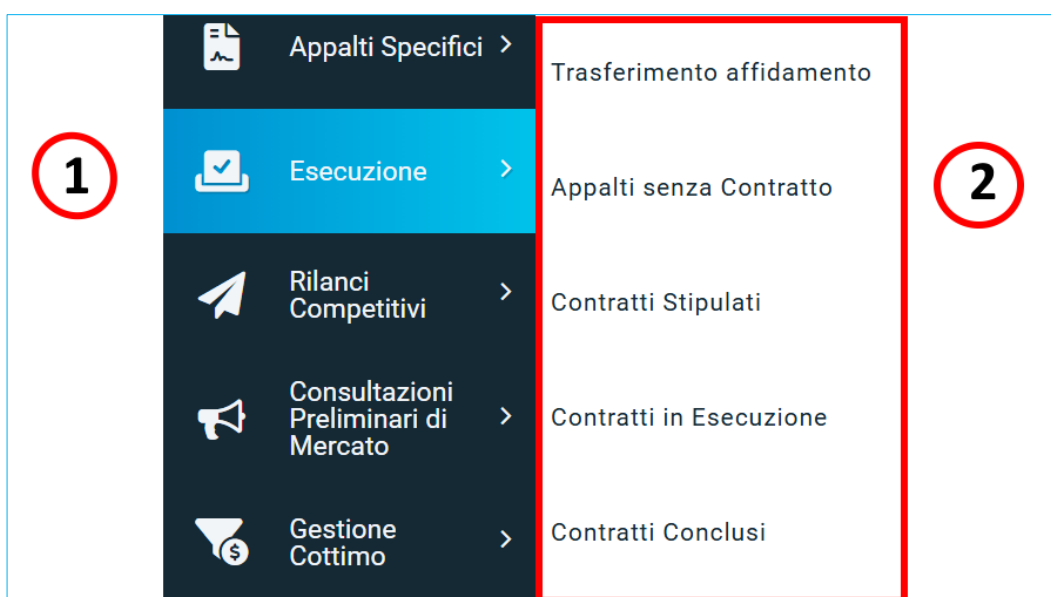 Appalti Specifici
Trasferimento affidamento
1
Esecuzione
Appalti senza Contratto
2
Rilanci
Competitivi
Contratti Stipulati
Consultazioni
Preliminari di
Mercato
Contratti in Esecuzione
Gestione
Cottimo
$
Contratti Conclusi